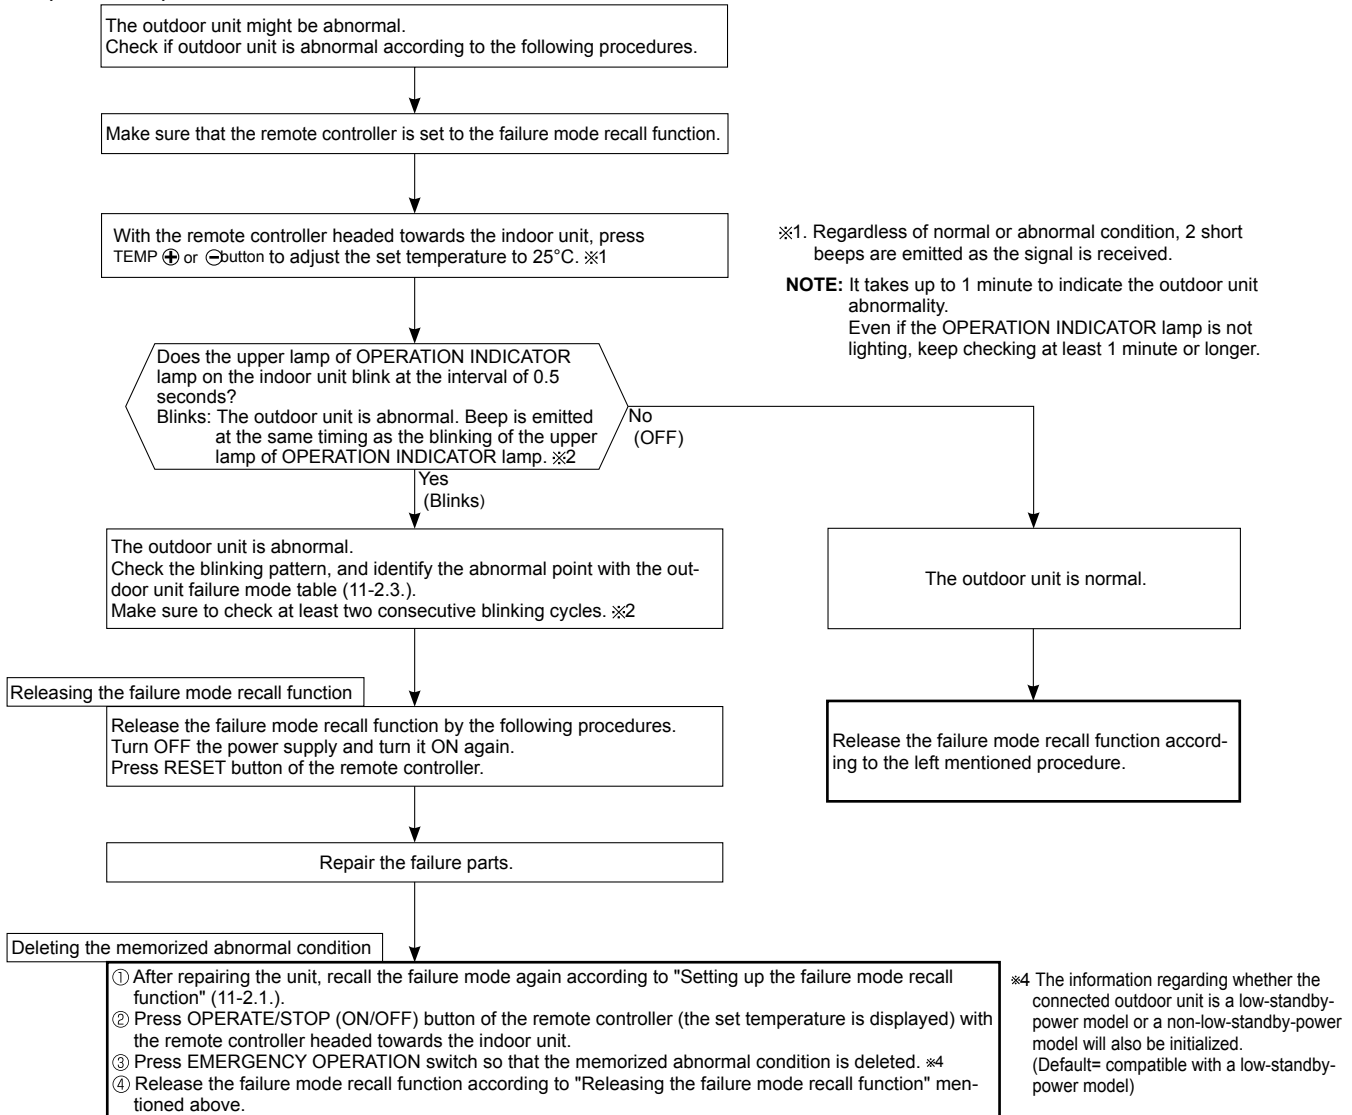 The outdoor unit might be abnormal.
Check if outdoor unit is abnormal according to the following procedures.
Make sure that the remote controller is set to the failure mode recall function.
With the remote controller headed towards the indoor unit, press
TEMP ⊕ or ⊖button to adjust the set temperature to 25°C. ※1
※1. Regardless of normal or abnormal condition, 2 short
beeps are emitted as the signal is received.
NOTE: It takes up to 1 minute to indicate the outdoor unit
abnormality.
Even if the OPERATION INDICATOR lamp is not
lighting, keep checking at least 1 minute or longer.
Does the upper lamp of OPERATION INDICATOR
lamp on the indoor unit blink at the interval of 0.5
seconds?
Blinks: The outdoor unit is abnormal. Beep is emitted
at the same timing as the blinking of the upper
lamp of OPERATION INDICATOR lamp. ※2
No
(OFF)
Yes
(Blinks)
The outdoor unit is abnormal.
Check the blinking pattern, and identify the abnormal point with the out-
door unit failure mode table (11-2.3.).
Make sure to check at least two consecutive blinking cycles. ※2
The outdoor unit is normal.
Releasing the failure mode recall function
Release the failure mode recall function by the following procedures.
Turn OFF the power supply and turn it ON again.
Press RESET button of the remote controller.
Release the failure mode recall function accord-
ing to the left mentioned procedure.
Repair the failure parts.
Deleting the memorized abnormal condition
① After repairing the unit, recall the failure mode again according to "Setting up the failure mode recall
function" (11-2.1.).
② Press OPERATE/STOP (ON/OFF) button of the remote controller (the set temperature is displayed) with
the remote controller headed towards the indoor unit.
③ Press EMERGENCY OPERATION switch so that the memorized abnormal condition is deleted. ※4
④ Release the failure mode recall function according to "Releasing the failure mode recall function" men-
tioned above.
※4 The information regarding whether the
connected outdoor unit is a low-standby-
power model or a non-low-standby-power
model will also be initialized.
(Default= compatible with a low-standby-
power model)